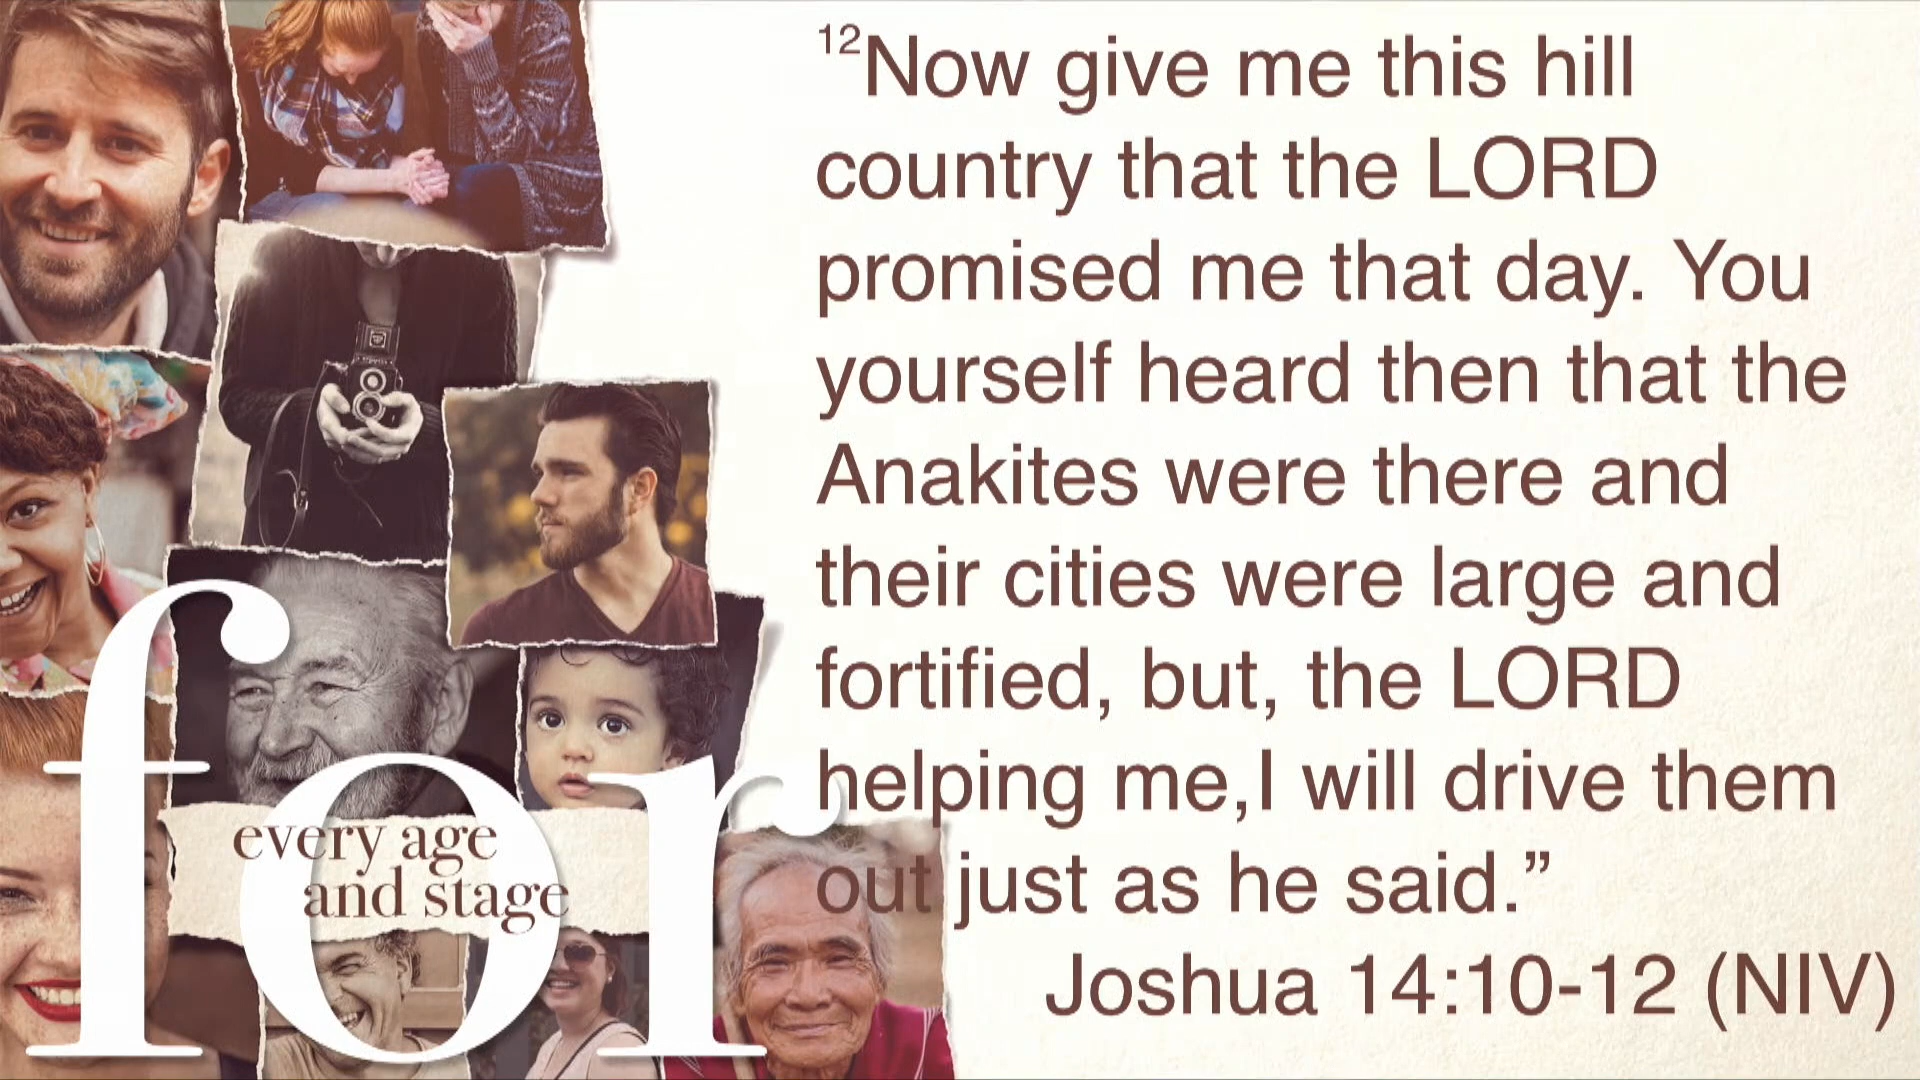 ¹²Now give me this hill
country that the LORD
promised me that day. You
yourself heard then that the
Anakites were there and
their cities were large and
fortified, but, the LORD
helping me,I will drive them
out just as he said.”
Joshua 14:10-12 (NIV)
for
every age
and stage